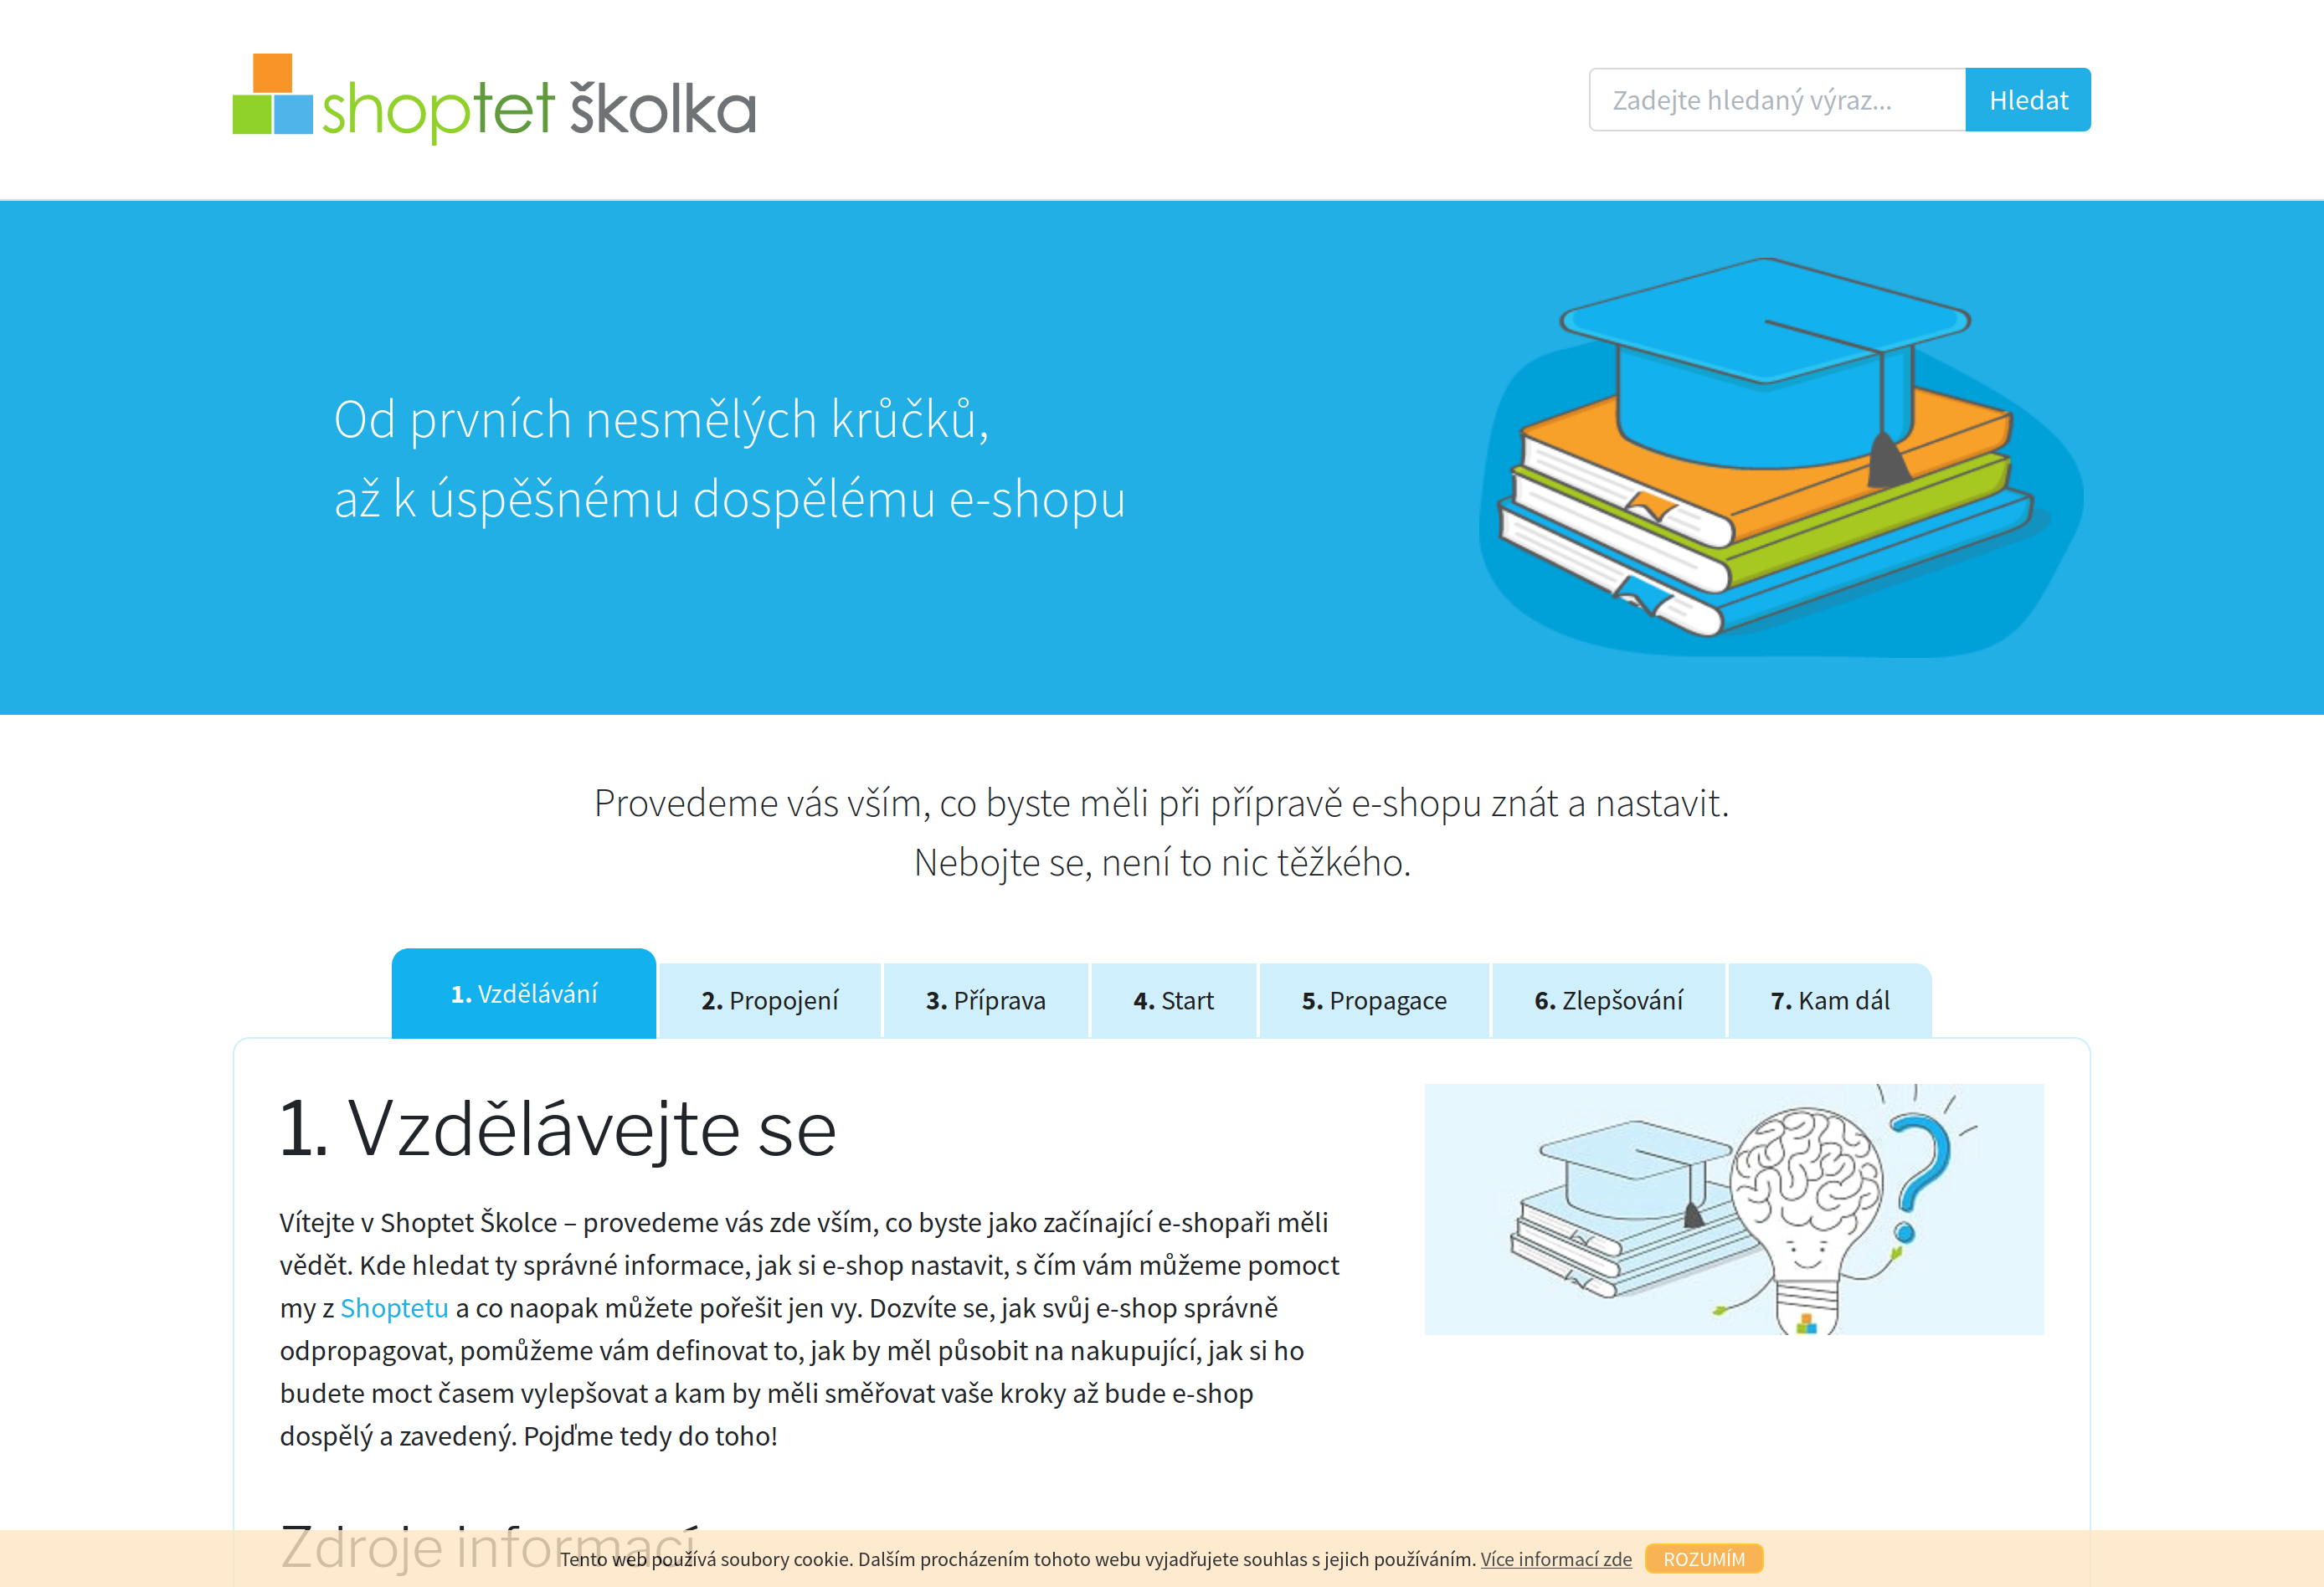 shoptet školka
Zadejte hledaný výraz...
Hledat
Od prvních nesmělých krůčků,
až k úspěšnému dospělému e-shopu
Provedeme vás vším, co byste měli při přípravě e-shopu znát a nastavit.
Nebojte se, není to nic těžkého.
1. Vzdělávání
2. Propojení
3. Příprava
4. Start
5. Propagace
6. Zlepšování
7. Kam dál
1. Vzdělávejte se
Vítejte v Shoptet Školce – provedeme vás zde vším, co byste jako začínající e-shopaři měli
vědět. Kde hledat ty správné informace, jak si e-shop nastavit, s čím vám můžeme pomoct
my z Shoptetu a co naopak můžete pořešit jen vy. Dozvíte se, jak svůj e-shop správně
odpropagovat, pomůžeme vám definovat to, jak by měl působit na nakupující, jak si ho
budete moct časem vylepšovat a kam by měli směřovat vaše kroky až bude e-shop
dospělý a zavedený. Pojďme tedy do toho!
Zdroje informací
Tento web používá soubory cookie. Dalším procházením tohoto webu vyjadřujete souhlas s jejich používáním. Více informací zde
ROZUMÍM